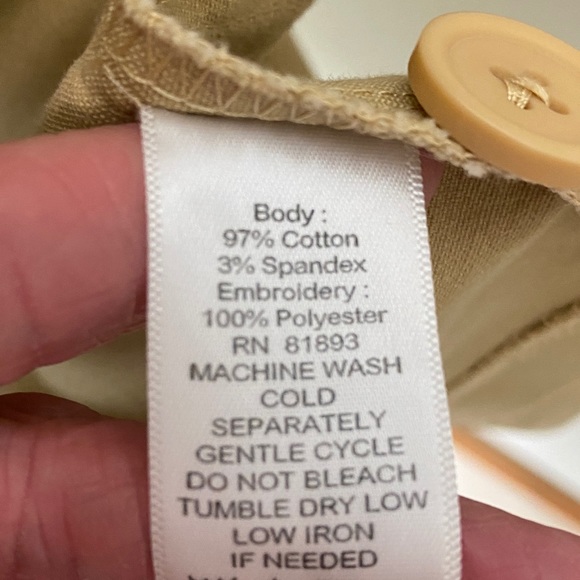 Body :
97% Cotton
3% Spandex
Embroidery :
100% Polyester
RN 81893
MACHINE WASH
COLD
SEPARATELY
GENTLE CYCLE
DO NOT BLEACH
TUMBLE DRY LOW
LOW IRON
IF NEEDED